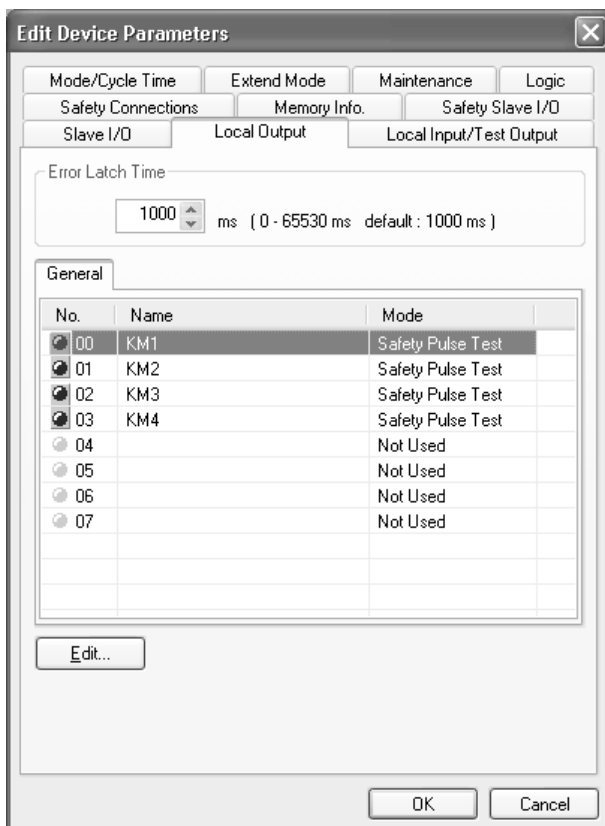 Edit Device Parameters
Mode/Cycle Time Extend Mode Maintenance Logic
Safety Connections Memory Info. Safety Slave I/O
Slave I/O Local Output Local Input/Test Output
Error Latch Time
1000 ms ( 0 - 65530 ms default : 1000 ms )
General
No. Name Mode
00 KM1 Safety Pulse Test
01 KM2 Safety Pulse Test
02 KM3 Safety Pulse Test
03 KM4 Safety Pulse Test
04 Not Used
05 Not Used
06 Not Used
07 Not Used
Edit...
OK Cancel